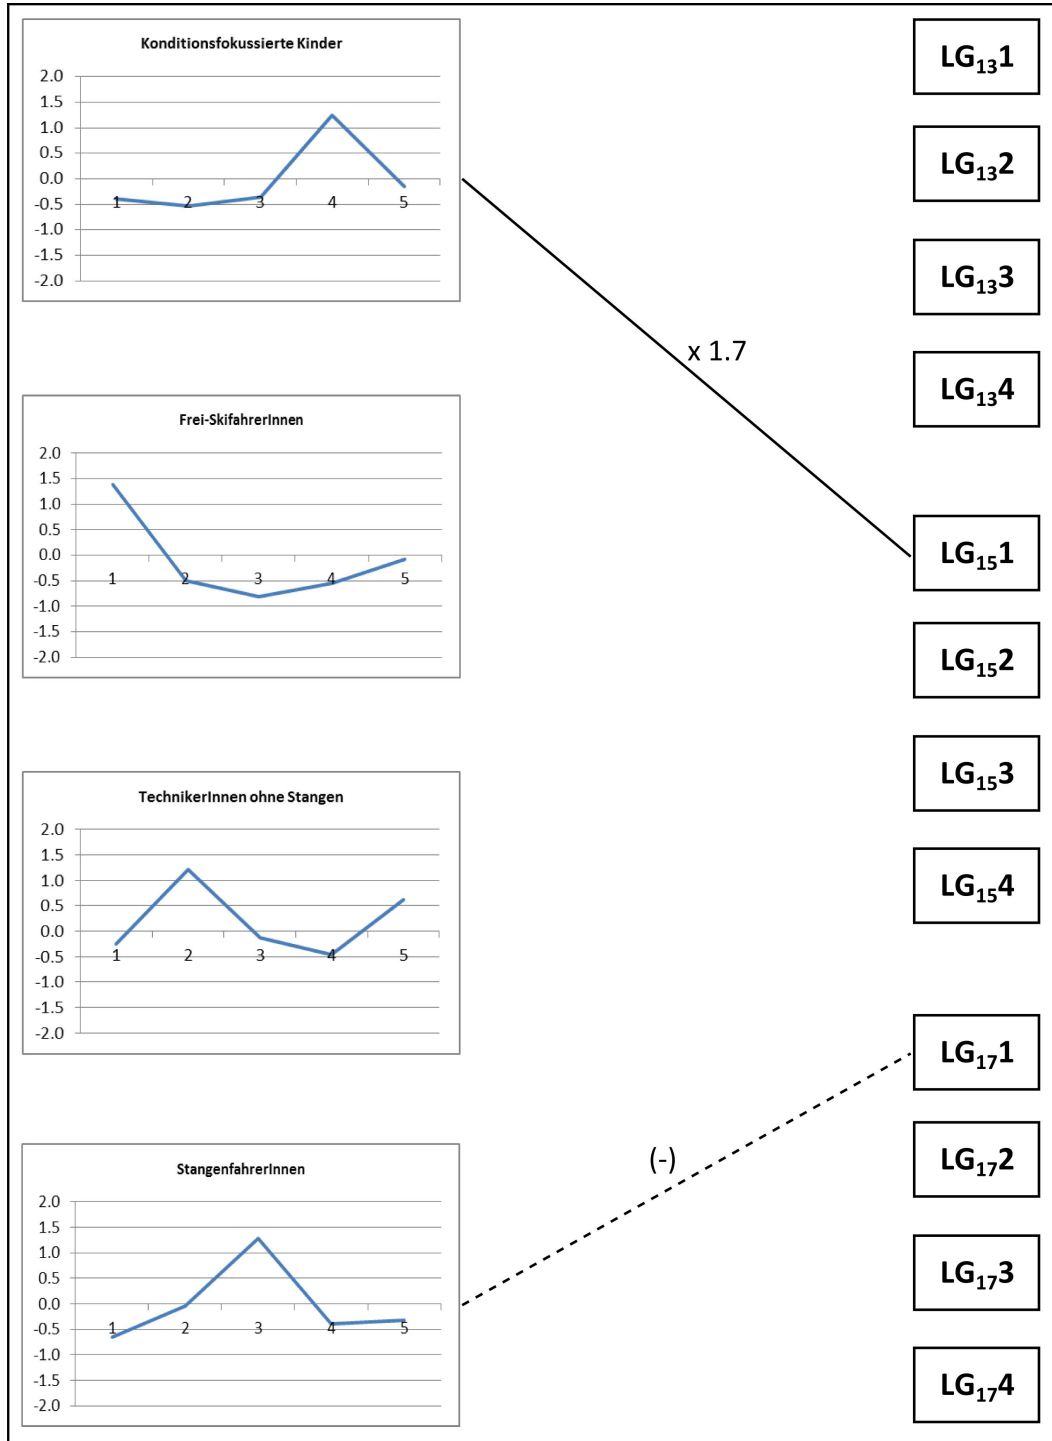 Konditionsfokussierte Kinder
2.0
1.5
1.0
0.5
0.0
-0.5
-1.0
-1.5
-2.0
1 2 3 4 5
x 1.7
Frei-SkifahrerInnen
2.0
1.5
1.0
0.5
0.0
-0.5
-1.0
-1.5
-2.0
1 2 3 4 5
TechnikerInnen ohne Stangen
2.0
1.5
1.0
0.5
0.0
-0.5
-1.0
-1.5
-2.0
1 2 3 4 5
(-)
StangenfahrerInnen
2.0
1.5
1.0
0.5
0.0
-0.5
-1.0
-1.5
-2.0
1 2 3 4 5
LG₁₃1
LG₁₃2
LG₁₃3
LG₁₃4
LG₁₅1
LG₁₅2
LG₁₅3
LG₁₅4
LG₁₇1
LG₁₇2
LG₁₇3
LG₁₇4